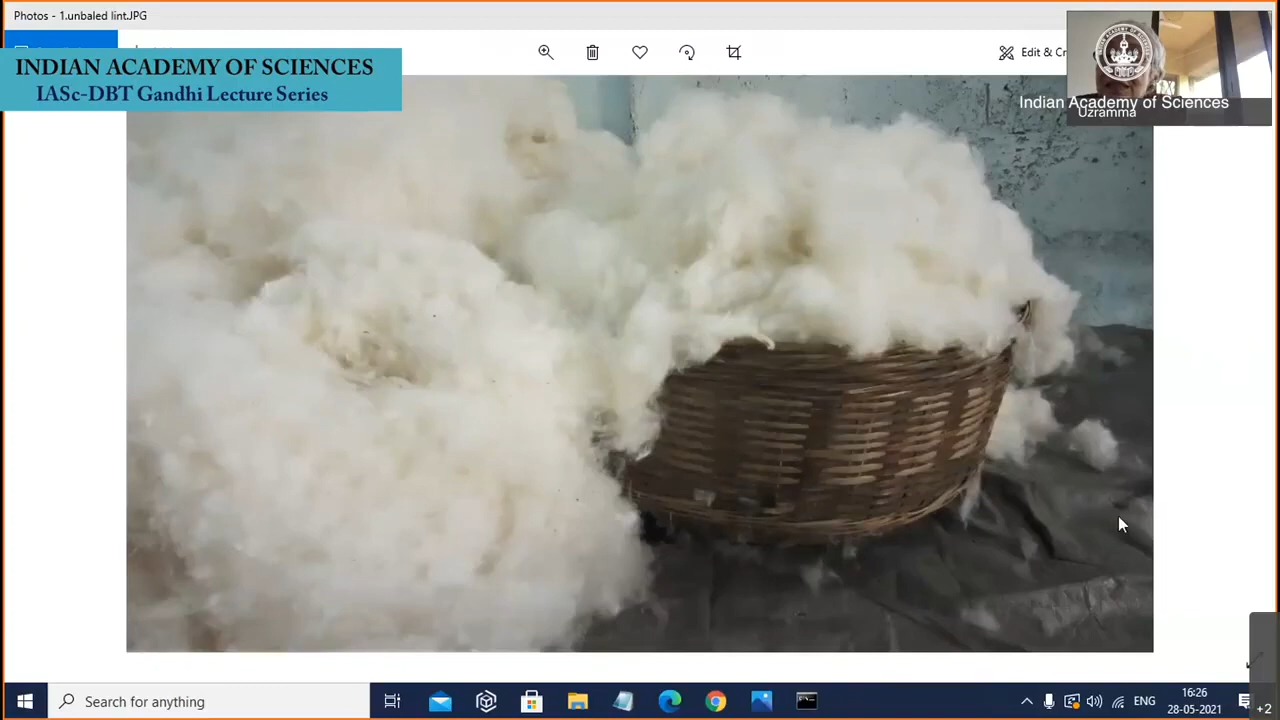 Photos - 1.unbaled lint.JPG
INDIAN ACADEMY OF SCIENCES
IASc-DBT Gandhi Lecture Series
Edit & Cr
Indian Academy of Sciences
Uzramma
Search for anything
ENG
16:26
28-05-2021
+2